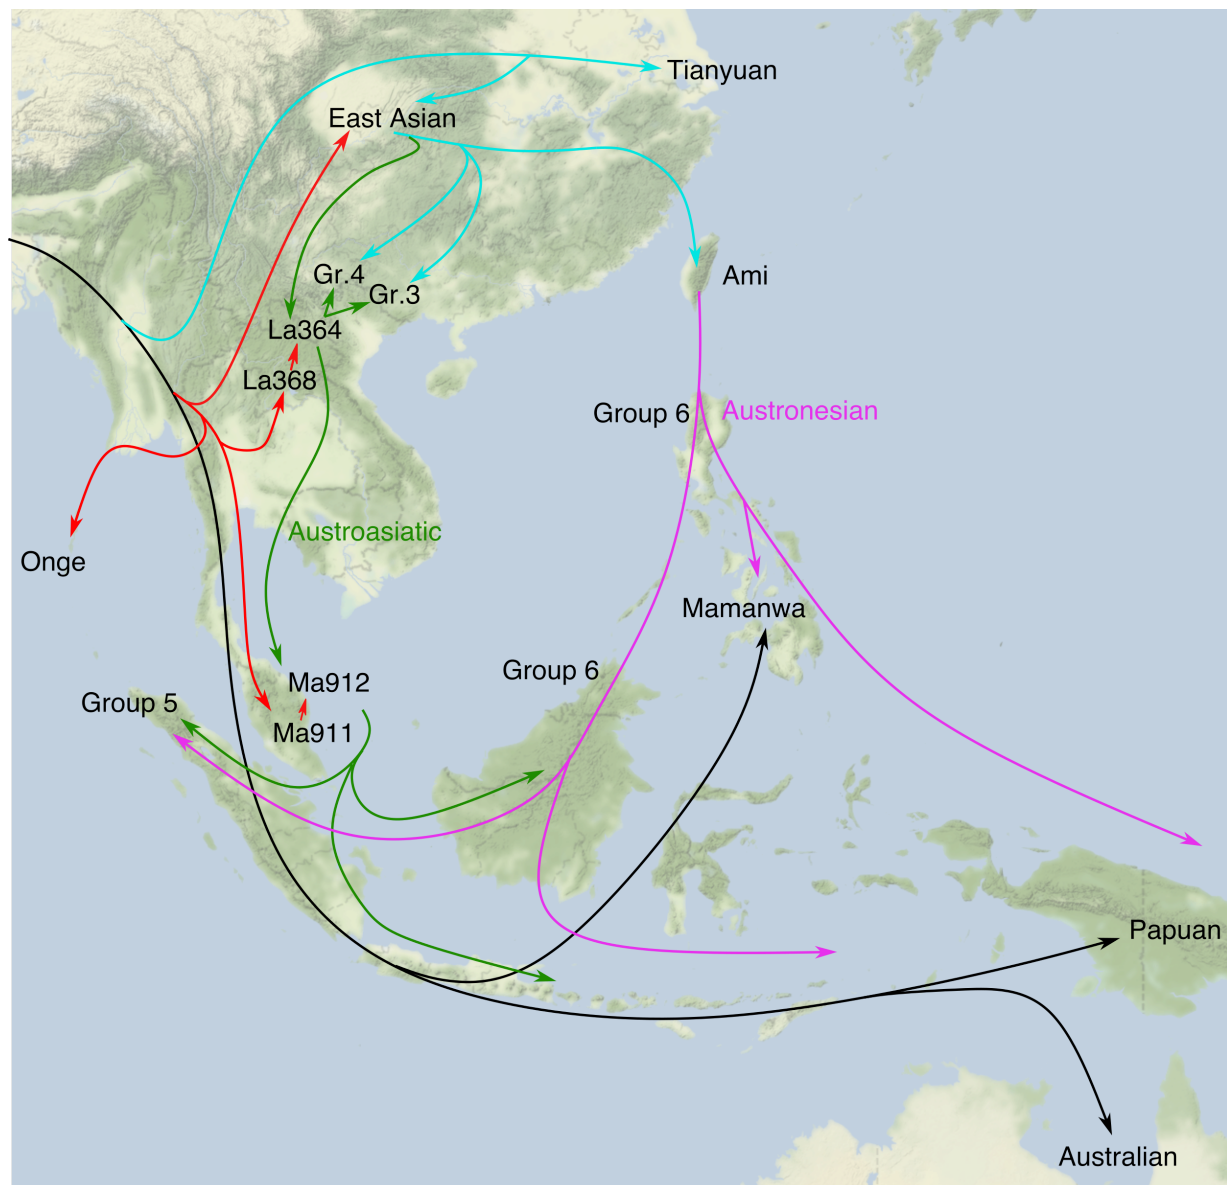 Tianyuan
East Asian
Gr.4
Ami
Gr.3
La364
La368
Group 6
Austronesian
Austroasiatic
Onge
Mamanwa
Group 6
Ma912
Group 5
Ma911
Papuan
Australian